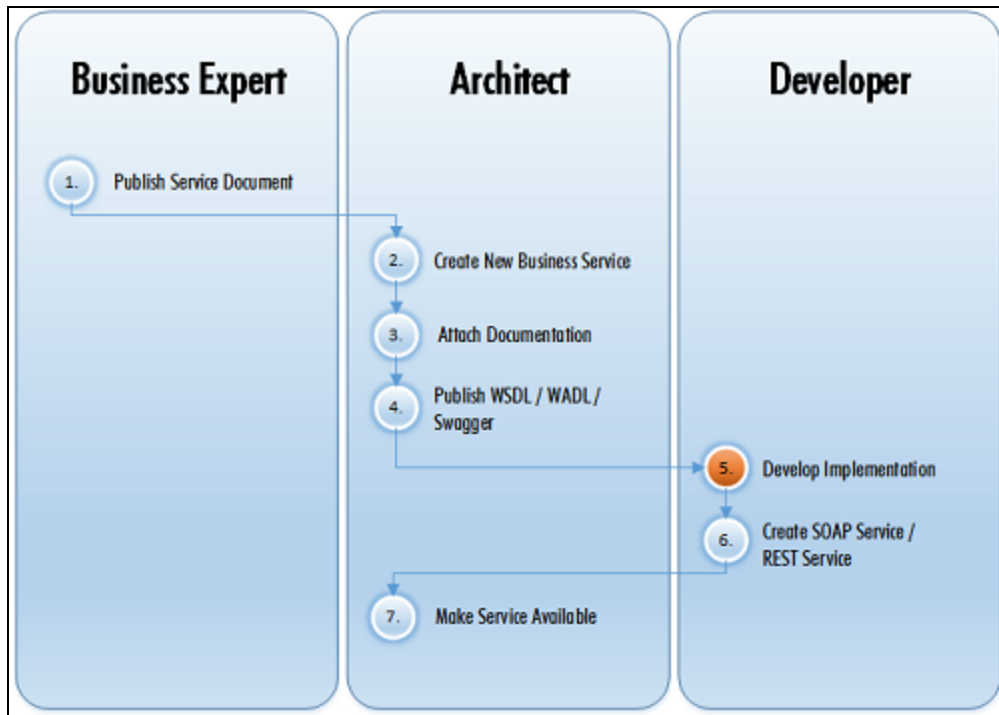 Business Expert
Architect
Developer
1. Publish Service Document
2. Create New Business Service
3. Attach Documentation
4. Publish WSDL / WADL /
Swagger
5. Develop Implementation
6. Create SOAP Service /
REST Service
7. Make Service Available